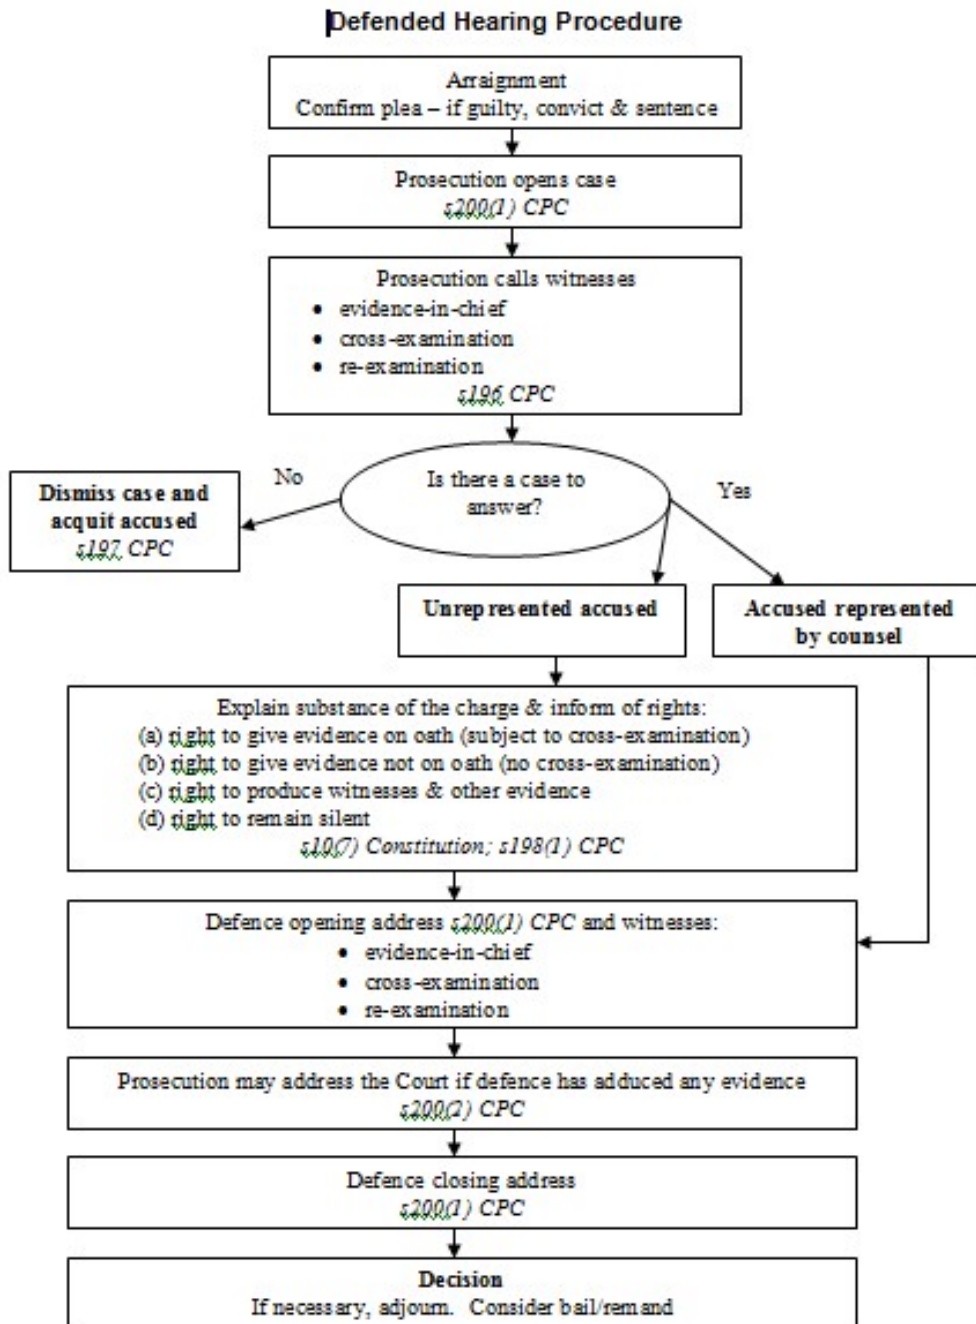 Defended Hearing Procedure
Arraignment
Confirm plea – if guilty, convict & sentence
Prosecution opens case
s200(1) CPC
Prosecution calls witnesses
• evidence-in-chief
• cross-examination
• re-examination
s196 CPC
Is there a case to
answer?
No
Yes
Dismiss case and
acquit accused
s197 CPC
Unrepresented accused
Accused represented
by counsel
Explain substance of the charge & inform of rights:
(a) right to give evidence on oath (subject to cross-examination)
(b) right to give evidence not on oath (no cross-examination)
(c) right to produce witnesses & other evidence
(d) right to remain silent
s10(7) Constitution; s198(1) CPC
Defence opening address s200(1) CPC and witnesses:
• evidence-in-chief
• cross-examination
• re-examination
Prosecution may address the Court if defence has adduced any evidence
s200(2) CPC
Defence closing address
s200(1) CPC
Decision
If necessary, adjourn. Consider bail/remand